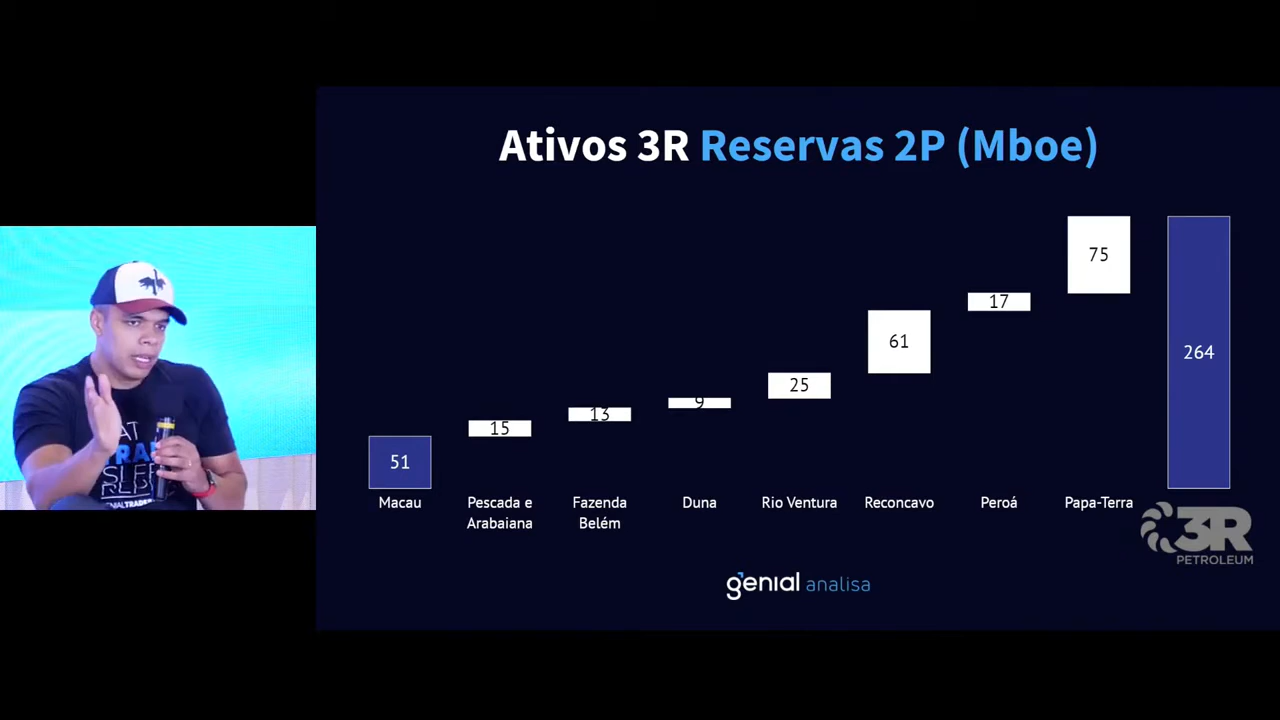 Ativos 3R Reservas 2P (Mboe)
51
15
13
9
25
61
17
75
264
Macau
Pescada e
Arabaiana
Fazenda
Belém
Duna
Rio Ventura
Reconcavo
Peroá
Papa-Terra
3R
PETROLEUM
genial analisa